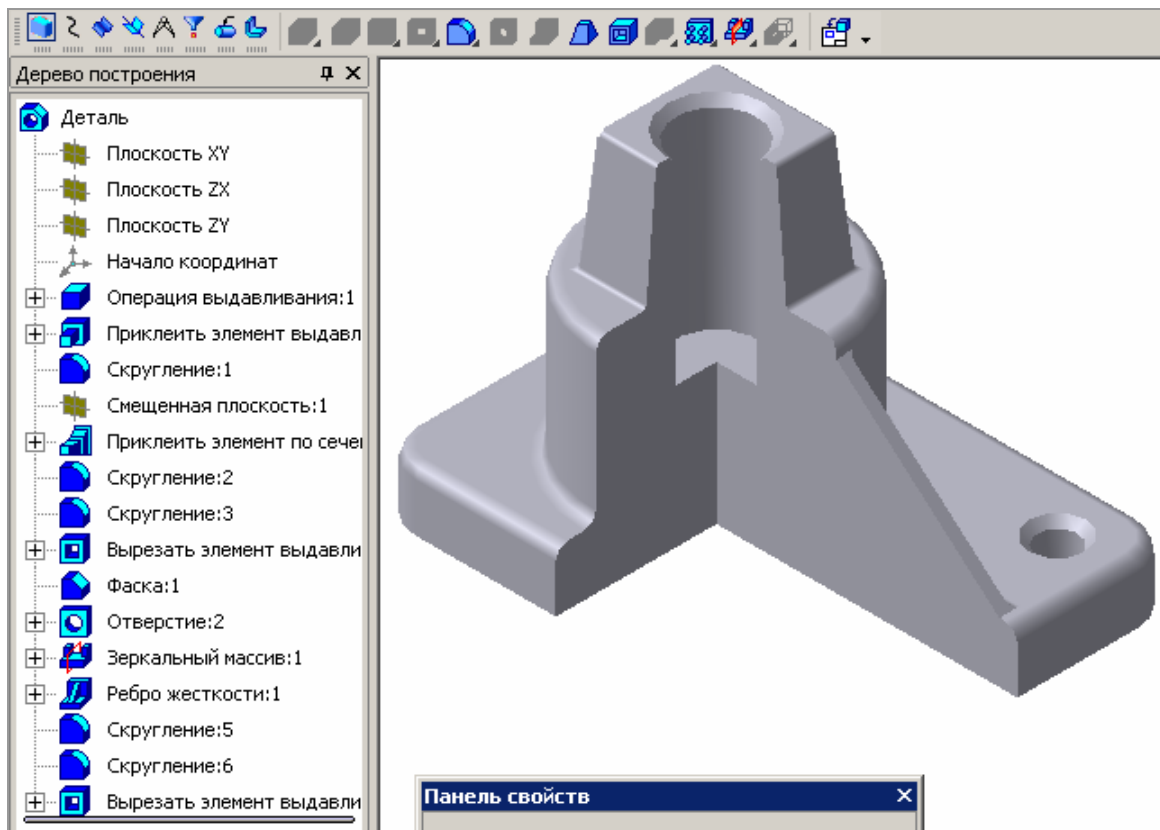 Дерево построения
Деталь
Плоскость XY
Плоскость ZX
Плоскость ZY
Начало координат
Операция выдавливания:1
Приклеить элемент выдавл
Скругление:1
Смещенная плоскость:1
Приклеить элемент по сече
Скругление:2
Скругление:3
Вырезать элемент выдавли
Фаска:1
Отверстие:2
Зеркальный массив:1
Ребро жесткости:1
Скругление:5
Скругление:6
Вырезать элемент выдавли
Панель свойств